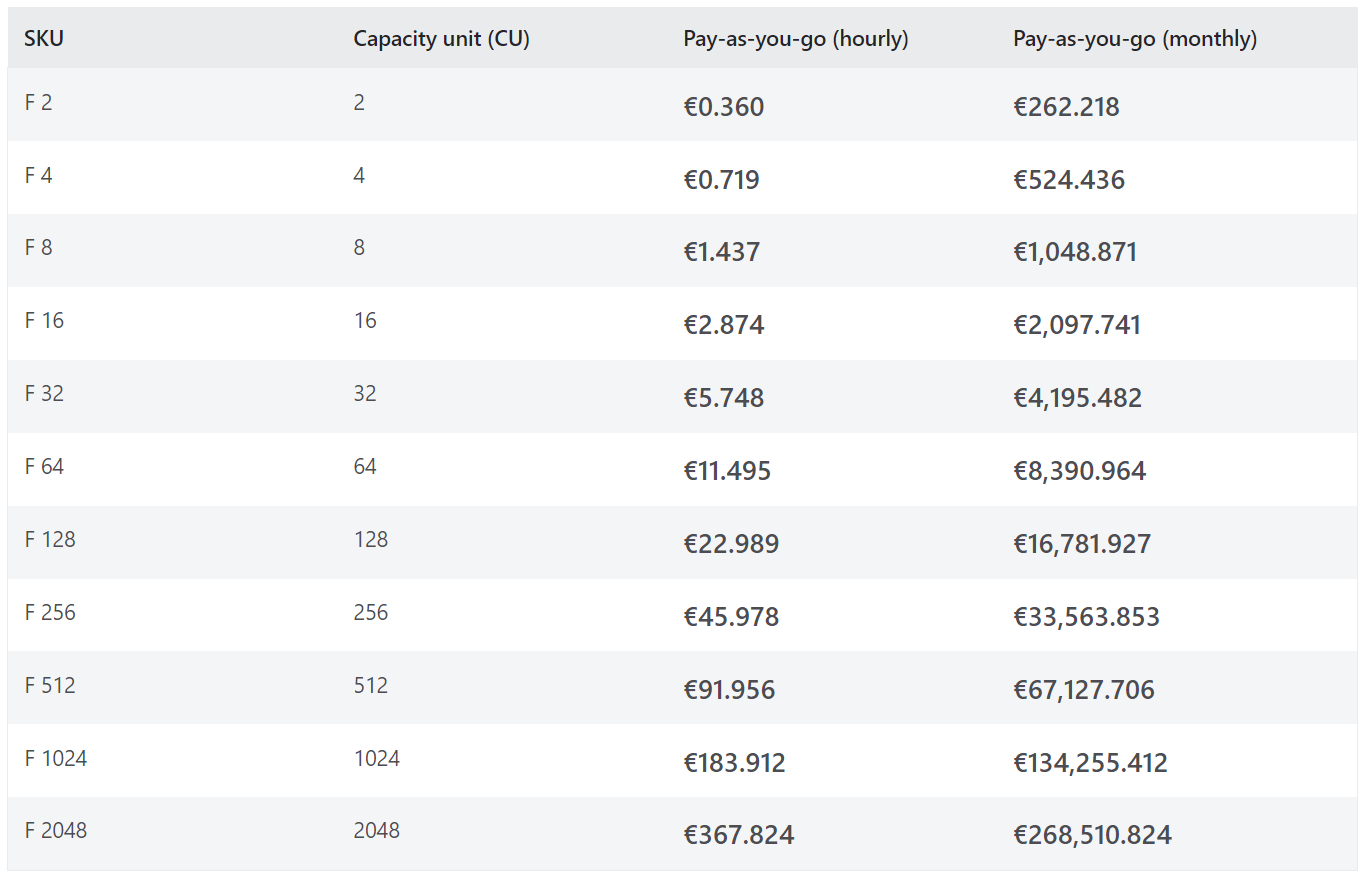 SKU Capacity unit (CU) Pay-as-you-go (hourly) Pay-as-you-go (monthly)
F 2 2 €0.360 €262.218
F 4 4 €0.719 €524.436
F 8 8 €1.437 €1,048.871
F 16 16 €2.874 €2,097.741
F 32 32 €5.748 €4,195.482
F 64 64 €11.495 €8,390.964
F 128 128 €22.989 €16,781.927
F 256 256 €45.978 €33,563.853
F 512 512 €91.956 €67,127.706
F 1024 1024 €183.912 €134,255.412
F 2048 2048 €367.824 €268,510.824